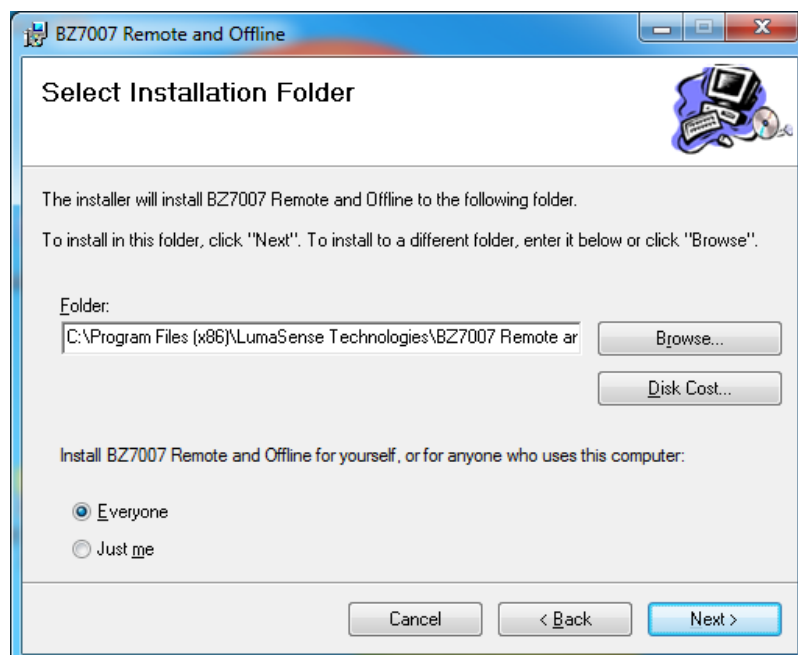 BZ7007 Remote and Offline
Select Installation Folder
The installer will install BZ7007 Remote and Offline to the following folder.
To install in this folder, click "Next". To install to a different folder, enter it below or click "Browse".
Folder:
C:\Program Files (x86)\LumaSense Technologies\BZ7007 Remote ar
Browse...
Disk Cost...
Install BZ7007 Remote and Offline for yourself, or for anyone who uses this computer:
Everyone
Just me
Cancel
< Back
Next >